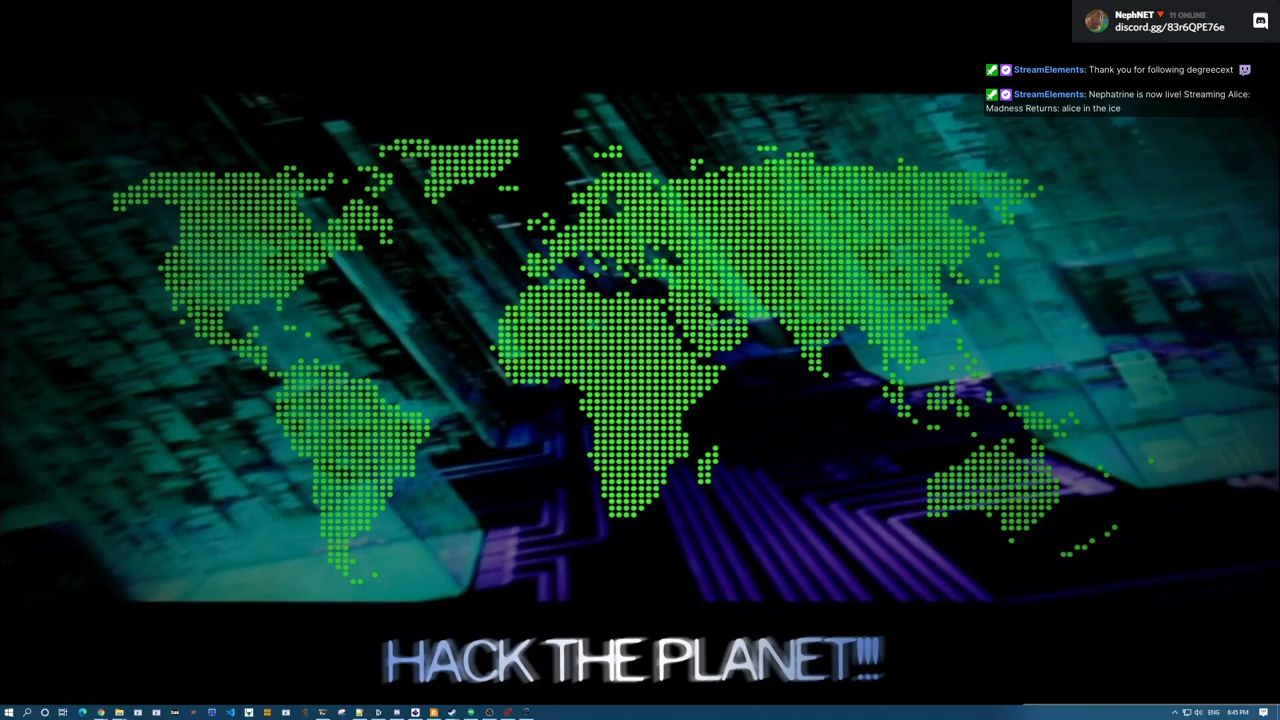 NephNET 11 ONLINE
discord.gg/83r6QPE76e
StreamElements: Thank you for following degreecext
StreamElements: Nephatrine is now live! Streaming Alice:
Madness Returns: alice in the ice
HACK THE PLANET!!!
ENG 6:45 PM